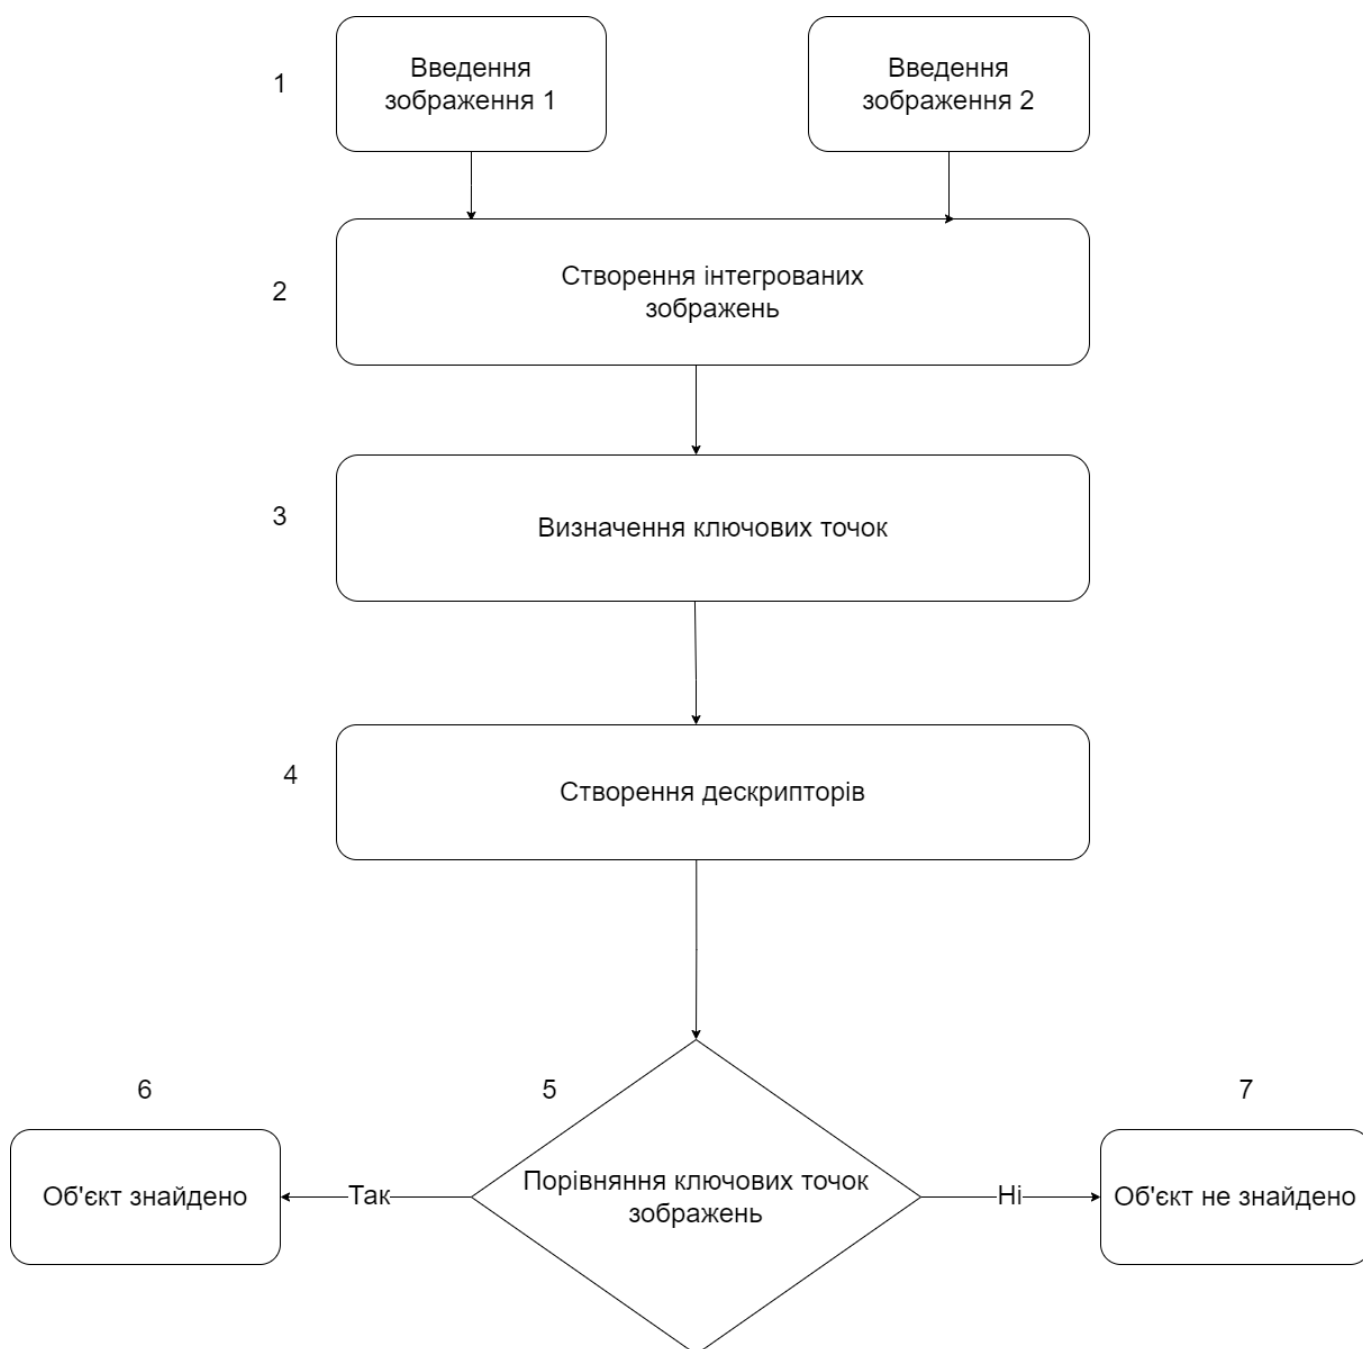 1
Введення
зображення 1
Введення
зображення 2
2
Створення інтегрованих
зображень
3
Визначення ключових точок
4
Створення дескрипторів
6
5
7
Об'єкт знайдено
Так
Порівняння ключових точок
зображень
Ні
Об'єкт не знайдено